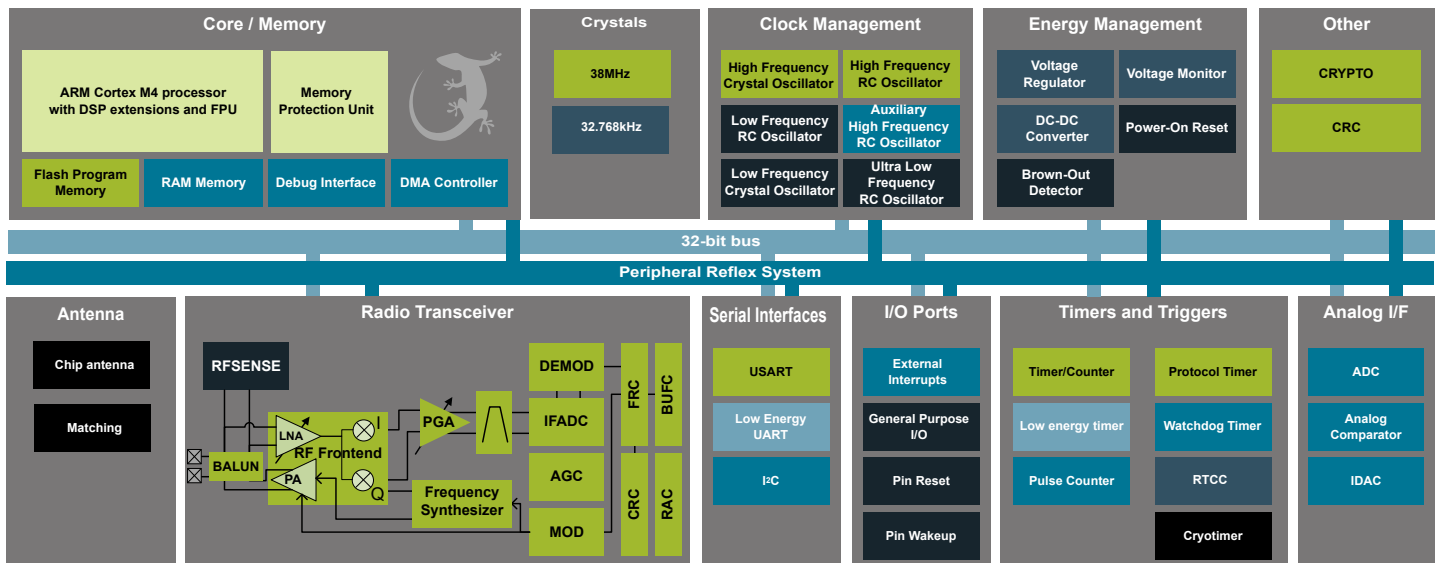 Core / Memory
ARM Cortex M4 processor
with DSP extensions and FPU
Memory
Protection Unit
Flash Program
Memory
RAM Memory
Debug Interface
DMA Controller
Crystals
38MHz
32.768kHz
Clock Management
High Frequency
Crystal Oscillator
High Frequency
RC Oscillator
Low Frequency
RC Oscillator
Auxiliary
High Frequency
RC Oscillator
Low Frequency
Crystal Oscillator
Ultra Low
Frequency
RC Oscillator
Energy Management
Voltage
Regulator
Voltage Monitor
DC-DC
Converter
Power-On Reset
Brown-Out
Detector
Other
CRYPTO
CRC
32-bit bus
Peripheral Reflex System
Antenna
Chip antenna
Matching
Radio Transceiver
RFSENSE
LNA
I
RF Frontend
BALUN
PA
Q
PGA
Frequency
Synthesizer
DEMOD
IFADC
AGC
MOD
FRC
BUFC
CRC
RAC
Serial Interfaces
USART
Low Energy
UART
I2C
I/O Ports
External
Interrupts
General Purpose
I/O
Pin Reset
Pin Wakeup
Timers and Triggers
Timer/Counter
Protocol Timer
Low energy timer
Watchdog Timer
Pulse Counter
RTCC
Cryotimer
Analog I/F
ADC
Analog
Comparator
IDAC